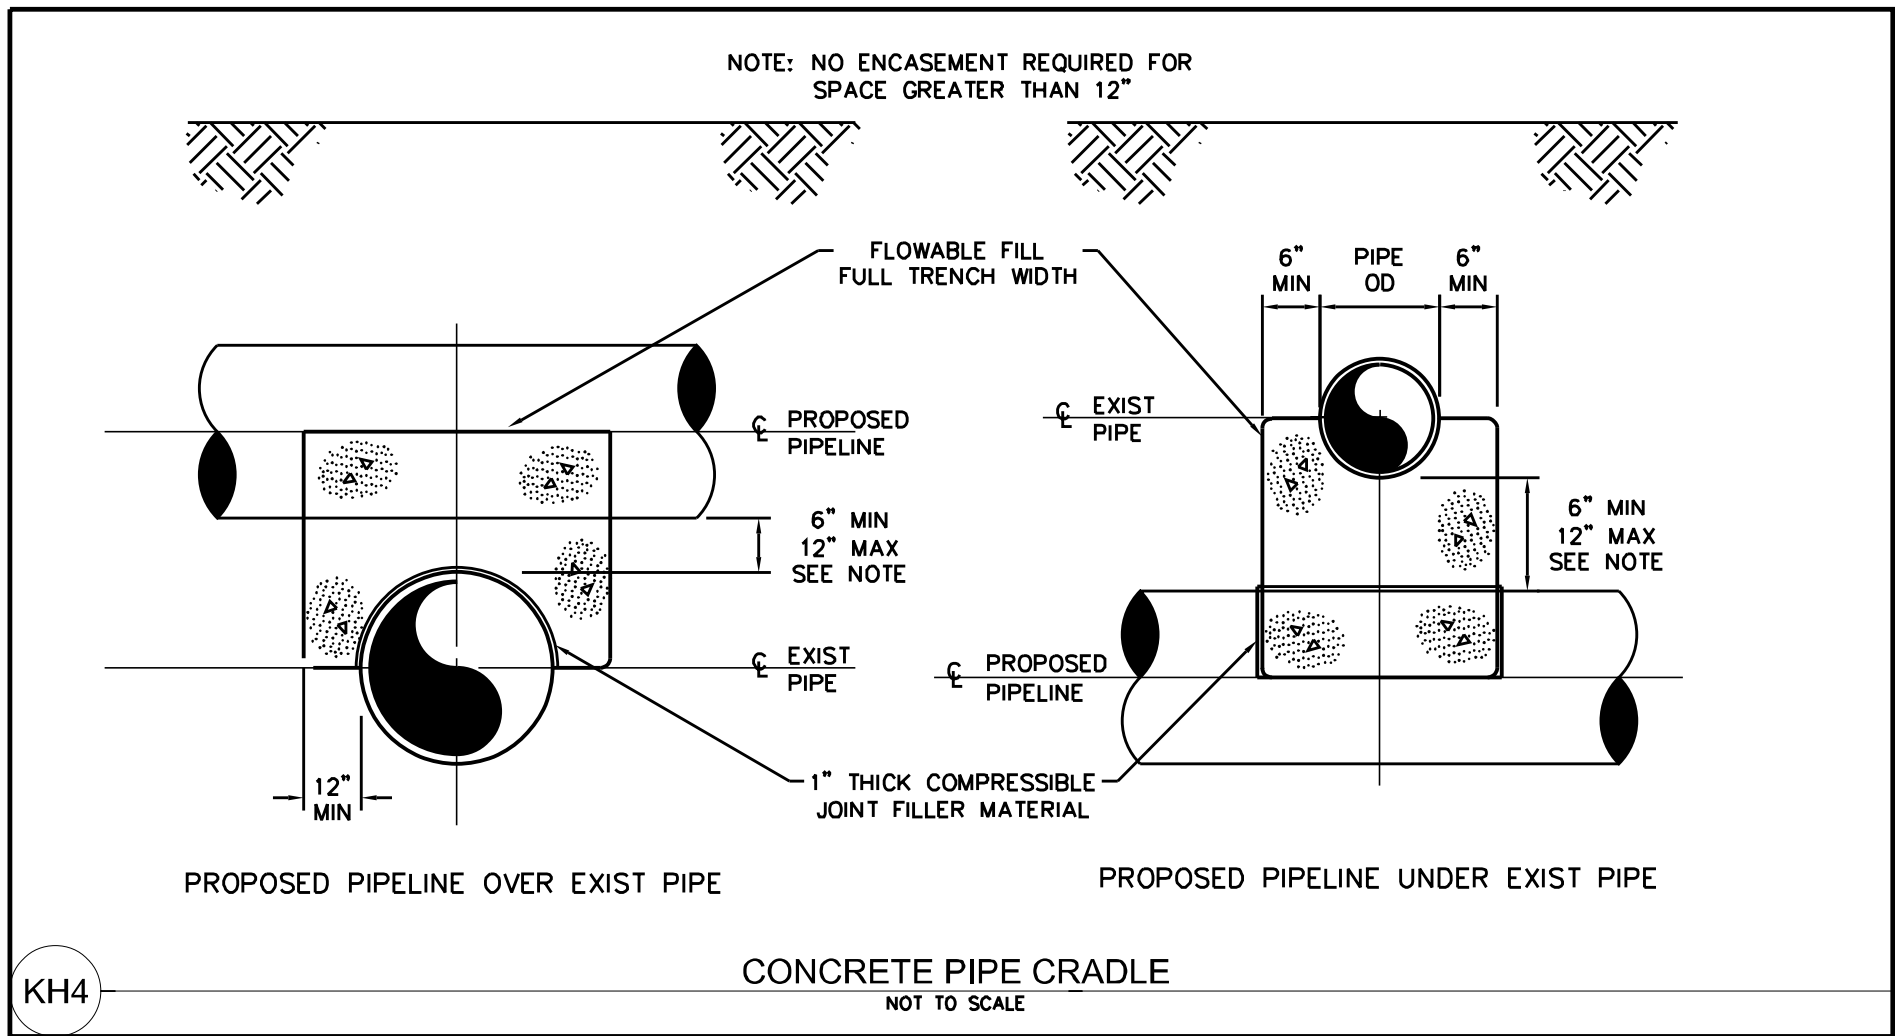 NOTE: NO ENCASEMENT REQUIRED FOR
SPACE GREATER THAN 12"
FLOWABLE FILL
FULL TRENCH WIDTH
6"
MIN
PIPE
OD
6"
MIN
℄ PROPOSED
PIPELINE
℄ EXIST
PIPE
6" MIN
12" MAX
SEE NOTE
6" MIN
12" MAX
SEE NOTE
℄ EXIST
PIPE
℄ PROPOSED
PIPELINE
12"
MIN
1" THICK COMPRESSIBLE
JOINT FILLER MATERIAL
PROPOSED PIPELINE OVER EXIST PIPE
PROPOSED PIPELINE UNDER EXIST PIPE
KH4
CONCRETE PIPE CRADLE
NOT TO SCALE